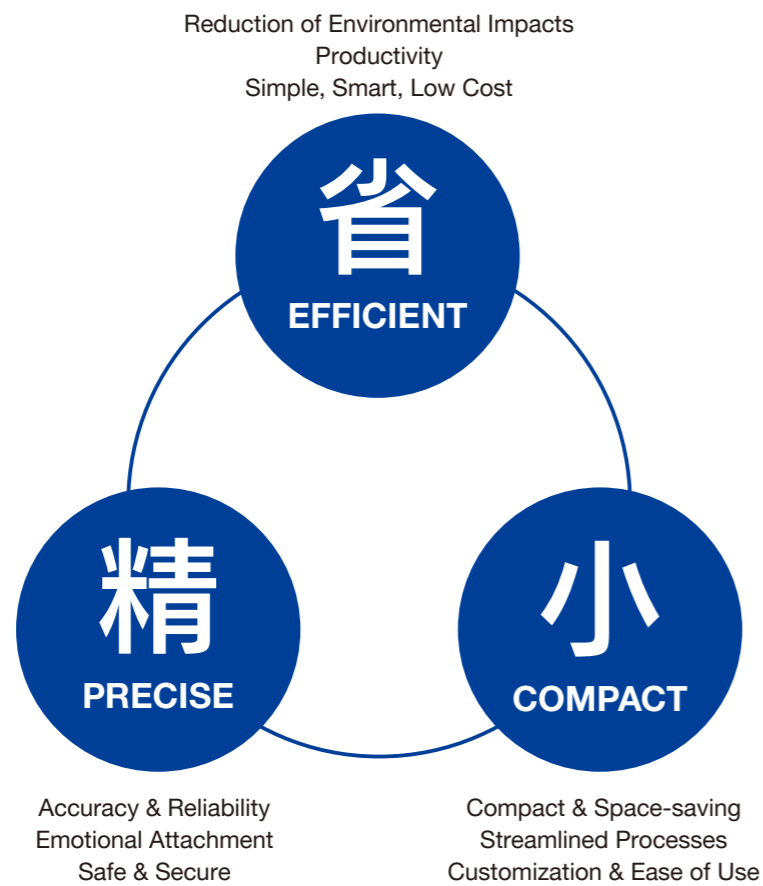 Reduction of Environmental Impacts
Productivity
Simple, Smart, Low Cost
省
EFFICIENT
精
PRECISE
小
COMPACT
Accuracy & Reliability
Emotional Attachment
Safe & Secure
Compact & Space-saving
Streamlined Processes
Customization & Ease of Use